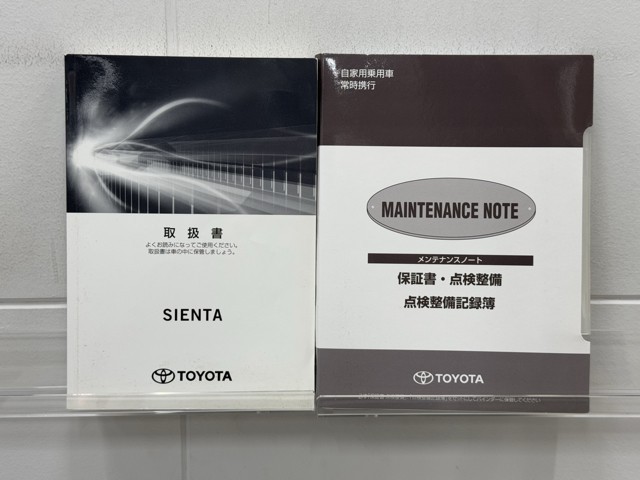 取扱書
よくお読みになってご使用ください。
取扱書は車の中に保管しましょう。
SIENTA
TOYOTA
自家用乗用車
常時携行
MAINTENANCE NOTE
メンテナンスノート
保証書・点検整備
点検整備記録簿
TOYOTA